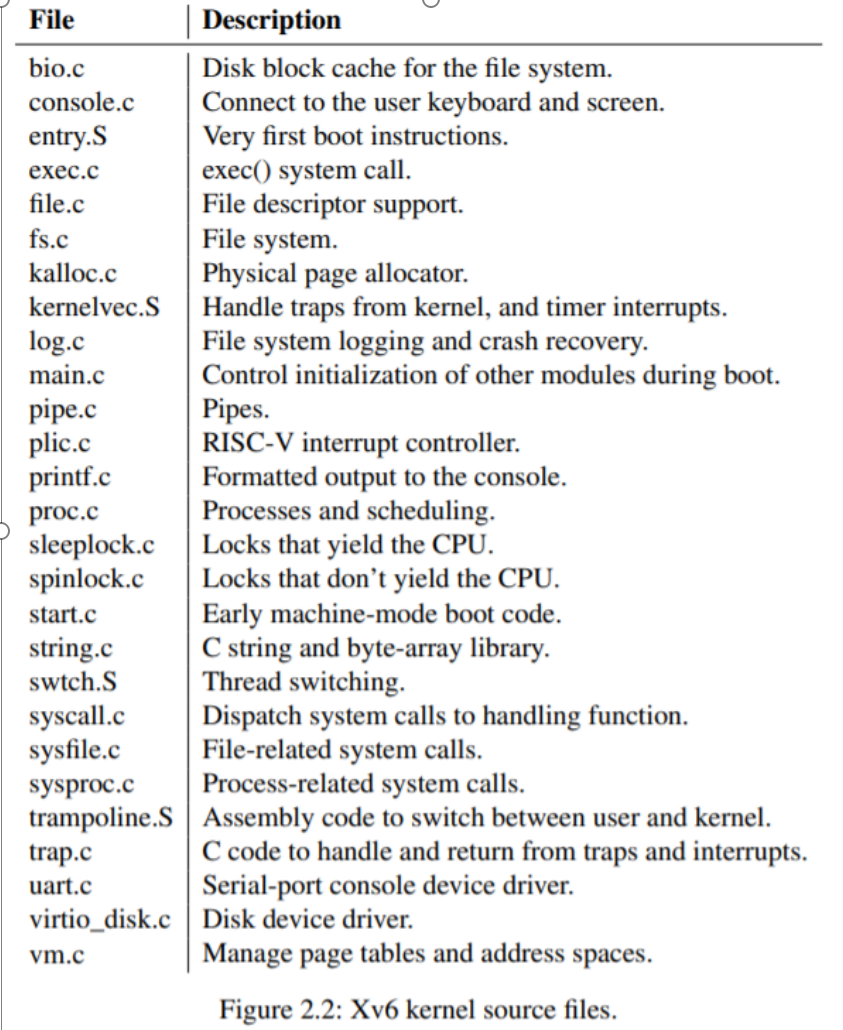 File Description
bio.c Disk block cache for the file system.
console.c Connect to the user keyboard and screen.
entry.S Very first boot instructions.
exec.c exec() system call.
file.c File descriptor support.
fs.c File system.
kalloc.c Physical page allocator.
kernelvec.S Handle traps from kernel, and timer interrupts.
log.c File system logging and crash recovery.
main.c Control initialization of other modules during boot.
pipe.c Pipes.
plic.c RISC-V interrupt controller.
printf.c Formatted output to the console.
proc.c Processes and scheduling.
sleeplock.c Locks that yield the CPU.
spinlock.c Locks that don’t yield the CPU.
start.c Early machine-mode boot code.
string.c C string and byte-array library.
swtch.S Thread switching.
syscall.c Dispatch system calls to handling function.
sysfile.c File-related system calls.
sysproc.c Process-related system calls.
trampoline.S Assembly code to switch between user and kernel.
trap.c C code to handle and return from traps and interrupts.
uart.c Serial-port console device driver.
virtio_disk.c Disk device driver.
vm.c Manage page tables and address spaces.
Figure 2.2: Xv6 kernel source files.